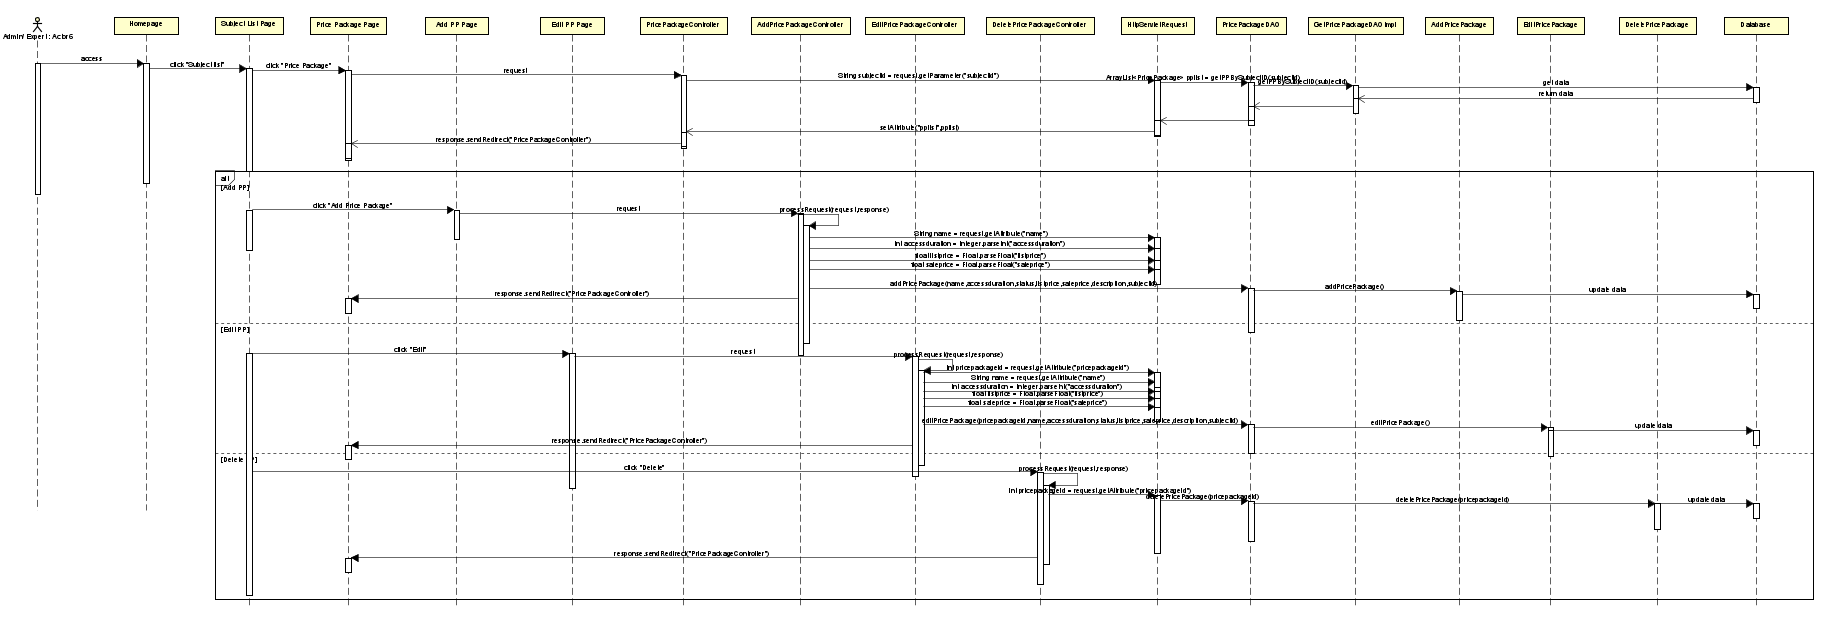 Admin/Expert: Actor6
Homepage
Subject List Page
Price Package Page
Add PP Page
Edit PP Page
PricePackageController
AddPricePackageController
EditPricePackageController
DeletePricePackageController
HttpServletRequest
PricePackageDAO
GetPricePackageDAO Impl
AddPricePackage
EditPricePackage
DeletePricePackage
Database
access
click "Subject list"
click "Price Package"
request
String subjectId = request.getParameter("subjectId")
ArrayList<PricePackage> pplist = getPPBySubjectID(subjectId)
getPPBySubjectID(subjectId)
get data
return data
setAttribute("pplist",pplist)
response.sendRedirect("PricePackageController")
alt
[Add PP]
click "Add Price Package"
request
processRequest(request,response)
String name = request.getAttribute("name")
int accessduration = Integer.parseInt("accessduration")
float listprice = Float.parseFloat("listprice")
float saleprice = Float.parseFloat("saleprice")
addPricePackage(name,accessduration,status,listprice,saleprice,description,subjectId)
addPricePackage()
update data
response.sendRedirect("PricePackageController")
[Edit PP]
click "Edit"
request
processRequest(request,response)
int pricepackageid = request.getAttribute("pricepackageid")
String name = request.getAttribute("name")
int accessduration = Integer.parseInt("accessduration")
float listprice = Float.parseFloat("listprice")
float saleprice = Float.parseFloat("saleprice")
editPricePackage(pricepackageid,name,accessduration,status,listprice,saleprice,description,subjectId)
editPricePackage()
update data
response.sendRedirect("PricePackageController")
[Delete PP]
click "Delete"
processRequest(request,response)
int pricepackageid = request.getAttribute("pricepackageid")
deletePricePackage(pricepackageid)
deletePricePackage(pricepackageid)
update data
response.sendRedirect("PricePackageController")